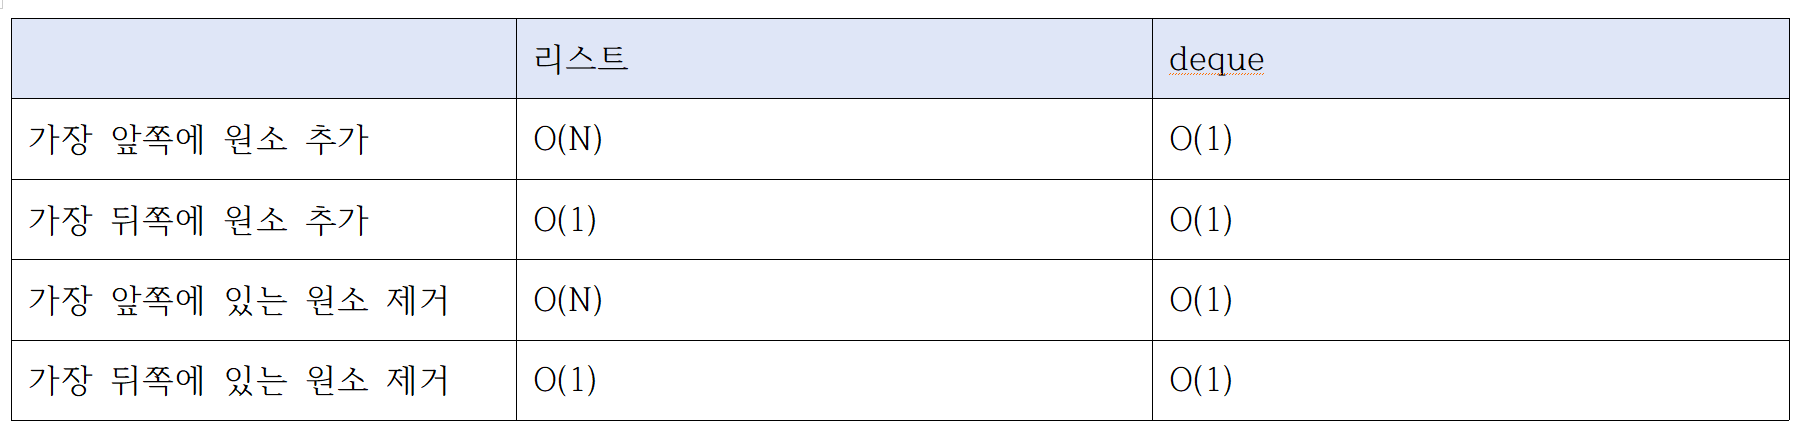 리스트 deque
가장 앞쪽에 원소 추가 O(N) O(1)
가장 뒤쪽에 원소 추가 O(1) O(1)
가장 앞쪽에 있는 원소 제거 O(N) O(1)
가장 뒤쪽에 있는 원소 제거 O(1) O(1)